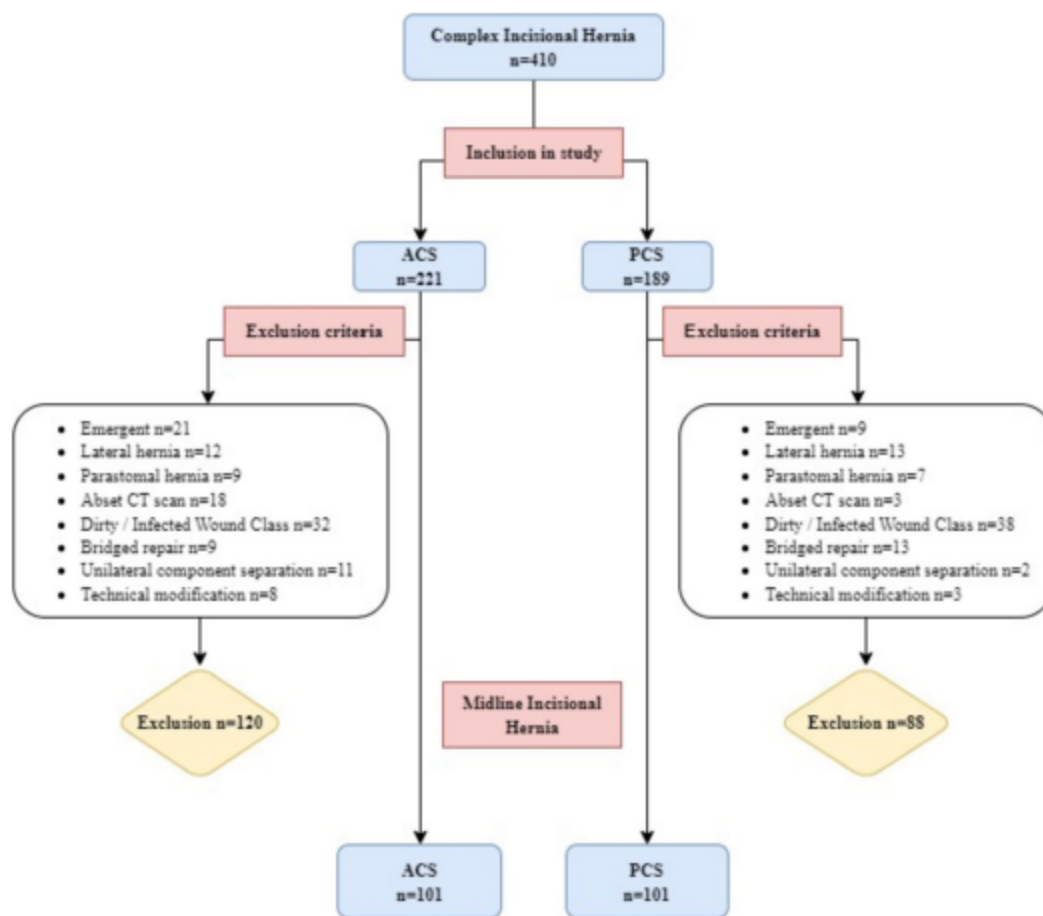 Complex Incisional Hernia
n=410
Inclusion in study
ACS
n=221
PCS
n=189
Exclusion criteria
Exclusion criteria
• Emergent n=21
• Lateral hernia n=12
• Parastomal hernia n=9
• Abset CT scan n=18
• Dirty / Infected Wound Class n=32
• Bridged repair n=9
• Unilateral component separation n=11
• Technical modification n=8
• Emergent n=9
• Lateral hernia n=13
• Parastomal hernia n=7
• Abset CT scan n=3
• Dirty / Infected Wound Class n=38
• Bridged repair n=13
• Unilateral component separation n=2
• Technical modification n=3
Exclusion n=120
Midline Incisional
Hernia
Exclusion n=88
ACS
n=101
PCS
n=101